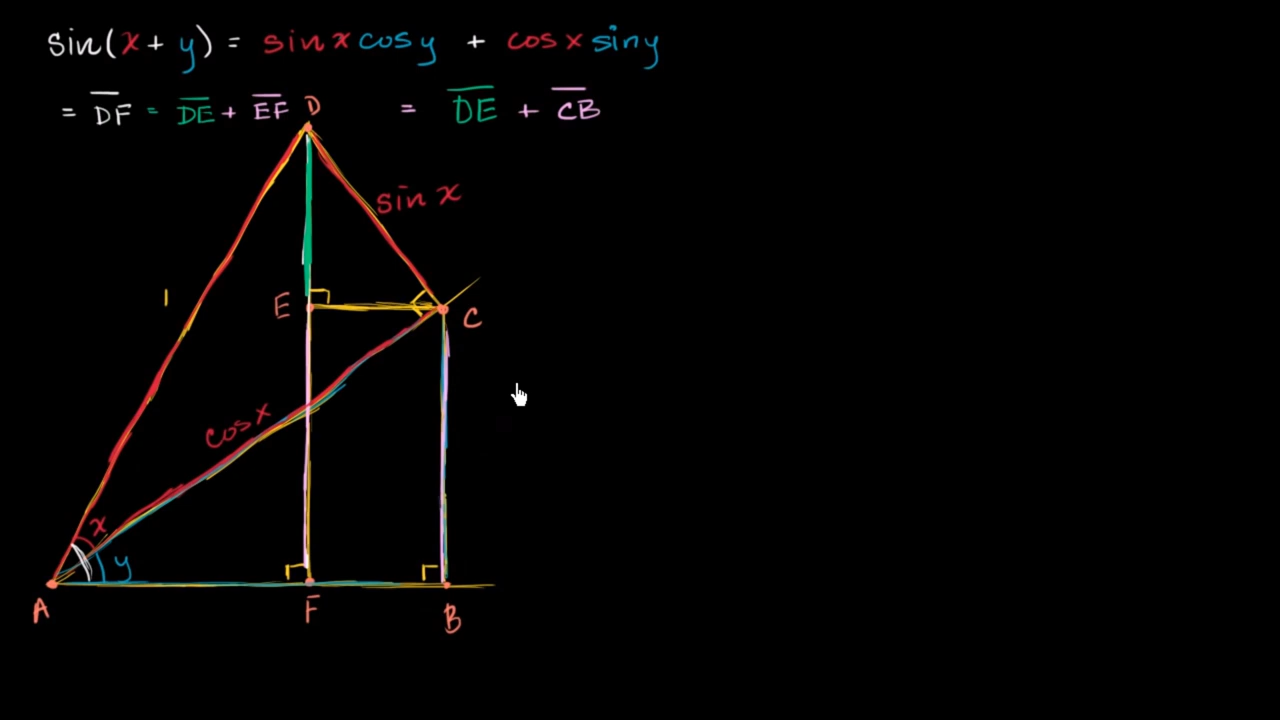 sin(x + y) = sin x cos y + cos x sin y
= DF = DE + EF = DE + CB
D
sin x
1
E
C
cos x
x
y
A
F
B